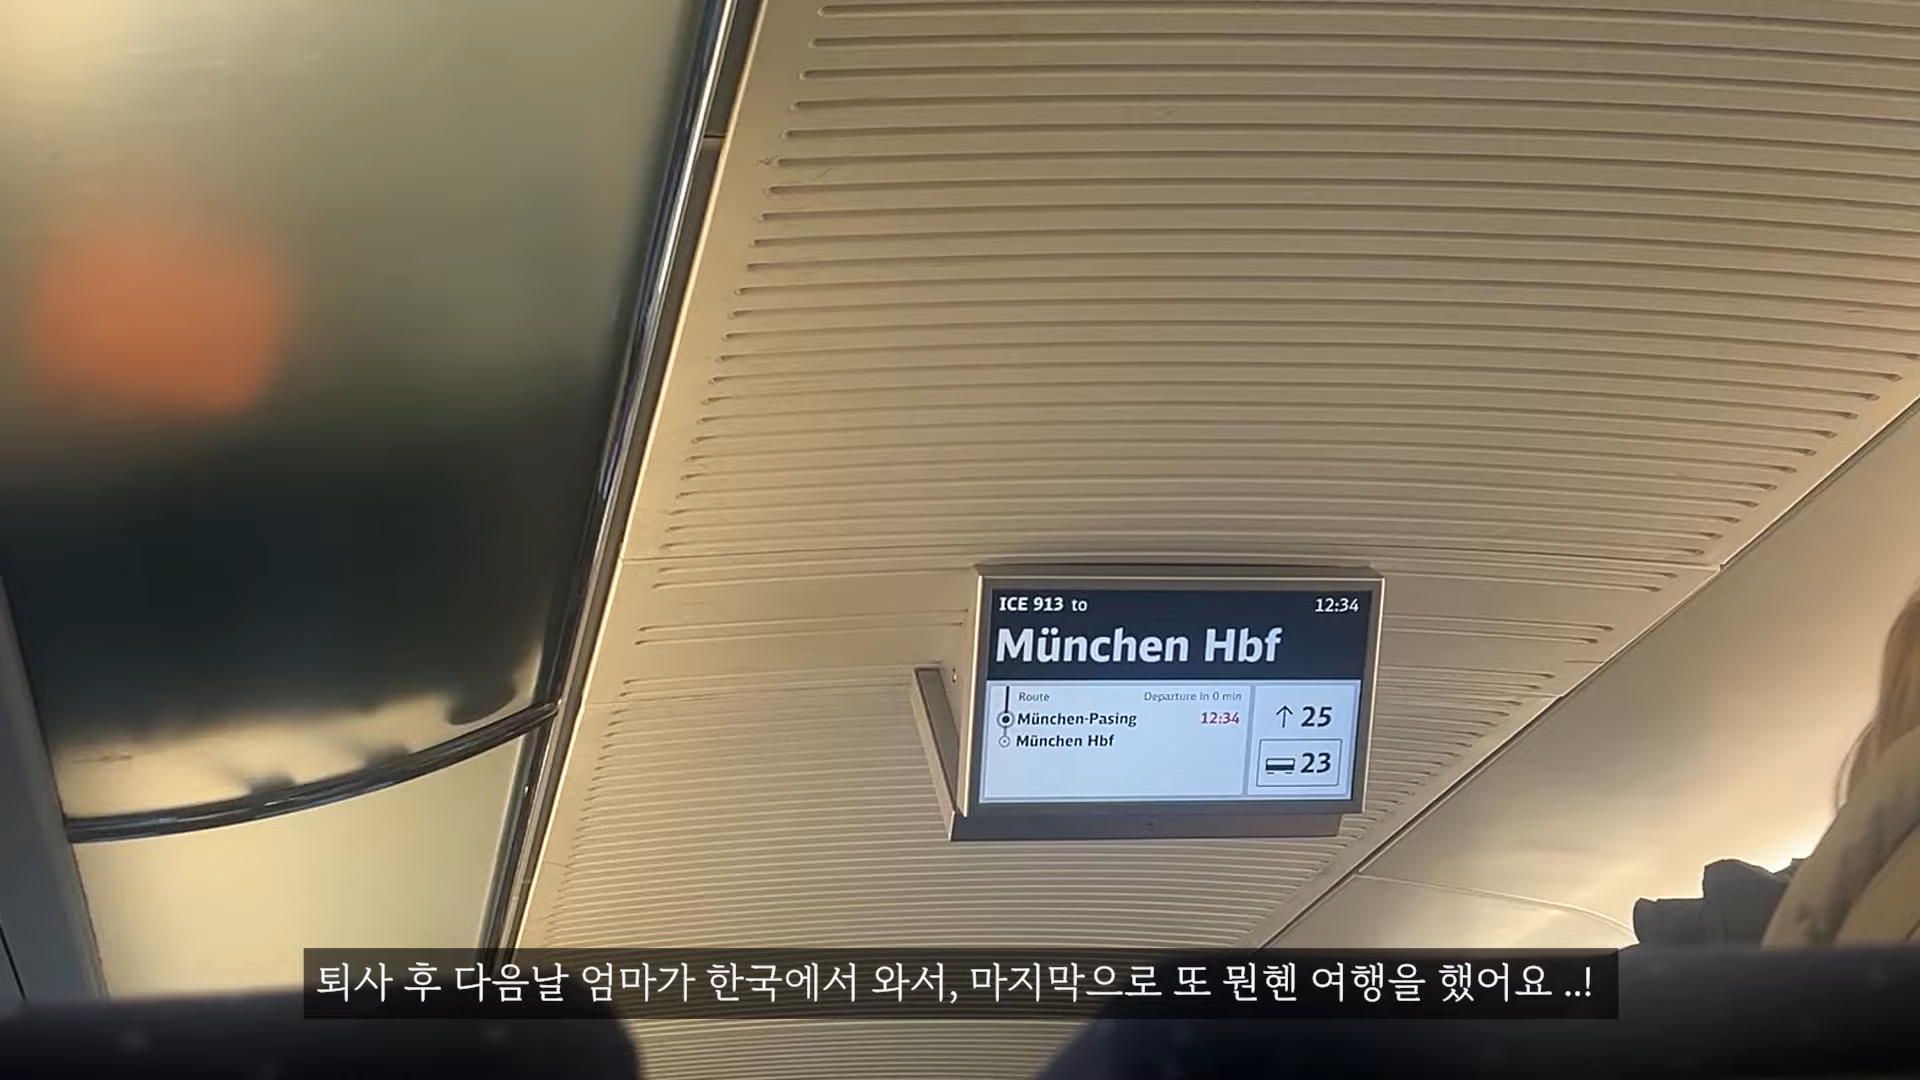 ICE 913 to 12:34
München Hbf
Route Departure in 0 min
München-Pasing 12:34
München Hbf
↑ 25
23
퇴사 후 다음날 엄마가 한국에서 와서, 마지막으로 또 뮌헨 여행을 했어요 ..!